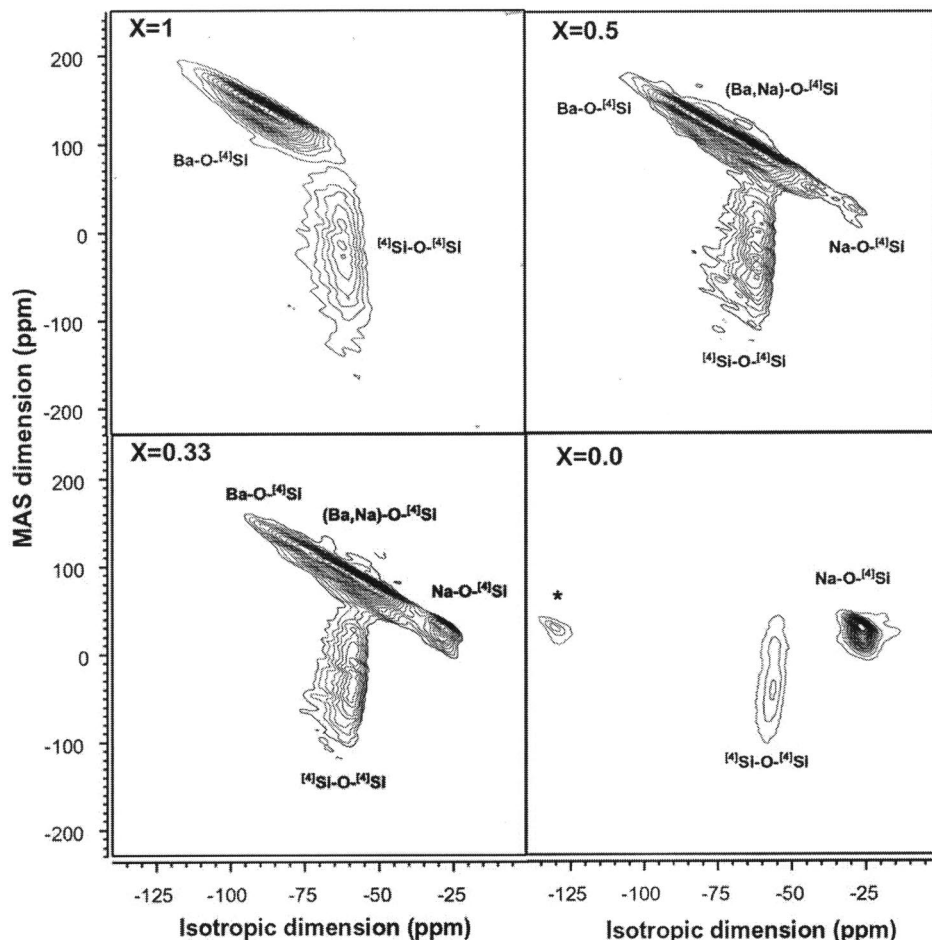 X=1
Ba-O-[4]Si
[4]Si-O-[4]Si
X=0.5
Ba-O-[4]Si
(Ba,Na)-O-[4]Si
Na-O-[4]Si
[4]Si-O-[4]Si
X=0.33
Ba-O-[4]Si
(Ba,Na)-O-[4]Si
Na-O-[4]Si
[4]Si-O-[4]Si
X=0.0
*
Na-O-[4]Si
[4]Si-O-[4]Si
MAS dimension (ppm)
200
100
0
-100
-200
200
100
0
-100
-200
-125
-100
-75
-50
-25
-125
-100
-75
-50
-25
Isotropic dimension (ppm)
Isotropic dimension (ppm)